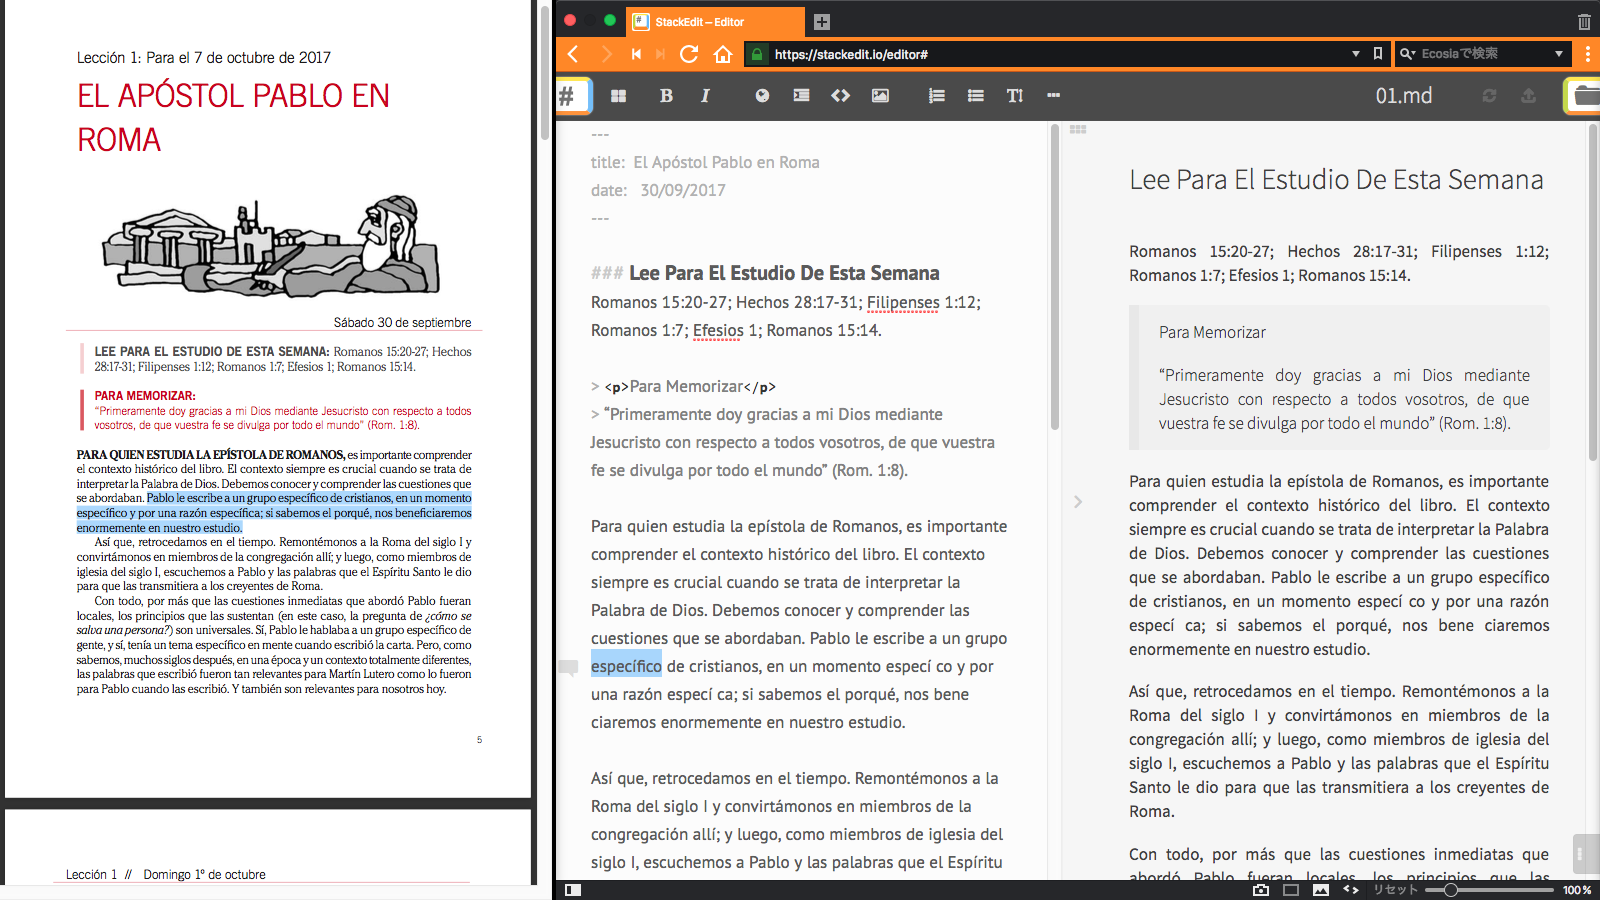 Lección 1: Para el 7 de octubre de 2017
EL APÓSTOL PABLO EN
ROMA
Sábado 30 de septiembre
LEE PARA EL ESTUDIO DE ESTA SEMANA: Romanos 15:20-27; Hechos
28:17-31; Filipenses 1:12; Romanos 1:7; Efesios 1; Romanos 15:14.
PARA MEMORIZAR:
“Primeramente doy gracias a mi Dios mediante Jesucristo con respecto a todos
vosotros, de que vuestra fe se divulga por todo el mundo” (Rom. 1:8).
PARA QUIEN ESTUDIA LA EPÍSTOLA DE ROMANOS, es importante comprender
el contexto histórico del libro. El contexto siempre es crucial cuando se trata de
interpretar la Palabra de Dios. Debemos conocer y comprender las cuestiones que
se abordaban. Pablo le escribe a un grupo específico de cristianos, en un momento
específico y por una razón específica; si sabemos el porqué, nos beneficiaremos
enormemente en nuestro estudio.
Así que, retrocedamos en el tiempo. Remontémonos a la Roma del siglo I y
convirtámonos en miembros de la congregación allí; y luego, como miembros de
iglesia del siglo I, escuchemos a Pablo y las palabras que el Espíritu Santo le dio
para que las transmitiera a los creyentes de Roma.
Con todo, por más que las cuestiones inmediatas que abordó Pablo fueran
locales, los principios que las sustentan (en este caso, la pregunta de ¿cómo se
salva una persona?) son universales. Sí, Pablo le hablaba a un grupo específico de
gente, y sí, tenía un tema específico en mente cuando escribió la carta. Pero, como
sabemos, muchos siglos después, en una época y un contexto totalmente diferentes,
las palabras que escribió fueron tan relevantes para Martín Lutero como lo fueron
para Pablo cuando las escribió. Y también son relevantes para nosotros hoy.
5
Lección 1 // Domingo 1º de octubre
StackEdit – Editor
https://stackedit.io/editor#
Ecosiaで検索
#
B I
01.md
---
title: El Apóstol Pablo en Roma
date: 30/09/2017
---
### Lee Para El Estudio De Esta Semana
Romanos 15:20-27; Hechos 28:17-31; Filipenses 1:12;
Romanos 1:7; Efesios 1; Romanos 15:14.
> <p>Para Memorizar</p>
> “Primeramente doy gracias a mi Dios mediante
Jesucristo con respecto a todos vosotros, de que vuestra
fe se divulga por todo el mundo” (Rom. 1:8).
Para quien estudia la epístola de Romanos, es importante
comprender el contexto histórico del libro. El contexto
siempre es crucial cuando se trata de interpretar la
Palabra de Dios. Debemos conocer y comprender las
cuestiones que se abordaban. Pablo le escribe a un grupo
específico de cristianos, en un momento especí co y por
una razón especí ca; si sabemos el porqué, nos bene
ciaremos enormemente en nuestro estudio.
Así que, retrocedamos en el tiempo. Remontémonos a la
Roma del siglo I y convirtámonos en miembros de la
congregación allí; y luego, como miembros de iglesia del
siglo I, escuchemos a Pablo y las palabras que el Espíritu
Lee Para El Estudio De Esta Semana
Romanos 15:20-27; Hechos 28:17-31; Filipenses 1:12;
Romanos 1:7; Efesios 1; Romanos 15:14.
Para Memorizar
“Primeramente doy gracias a mi Dios mediante
Jesucristo con respecto a todos vosotros, de que
vuestra fe se divulga por todo el mundo” (Rom. 1:8).
Para quien estudia la epístola de Romanos, es importante
comprender el contexto histórico del libro. El contexto
siempre es crucial cuando se trata de interpretar la Palabra
de Dios. Debemos conocer y comprender las cuestiones
que se abordaban. Pablo le escribe a un grupo específico
de cristianos, en un momento especí co y por una razón
especí ca; si sabemos el porqué, nos bene ciaremos
enormemente en nuestro estudio.
Así que, retrocedamos en el tiempo. Remontémonos a la
Roma del siglo I y convirtámonos en miembros de la
congregación allí; y luego, como miembros de iglesia del
siglo I, escuchemos a Pablo y las palabras que el Espíritu
Santo le dio para que las transmitiera a los creyentes de
Roma.
Con todo, por más que las cuestiones inmediatas que
abordó Pablo fueran locales, los principios que las
リセット
100 %